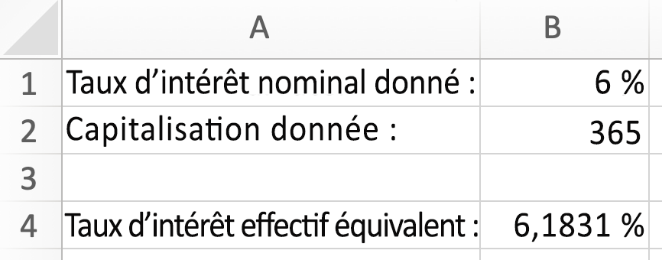 A B
1 Taux d’intérêt nominal donné : 6 %
2 Capitalisation donnée : 365
3
4 Taux d’intérêt effectif équivalent : 6,1831 %